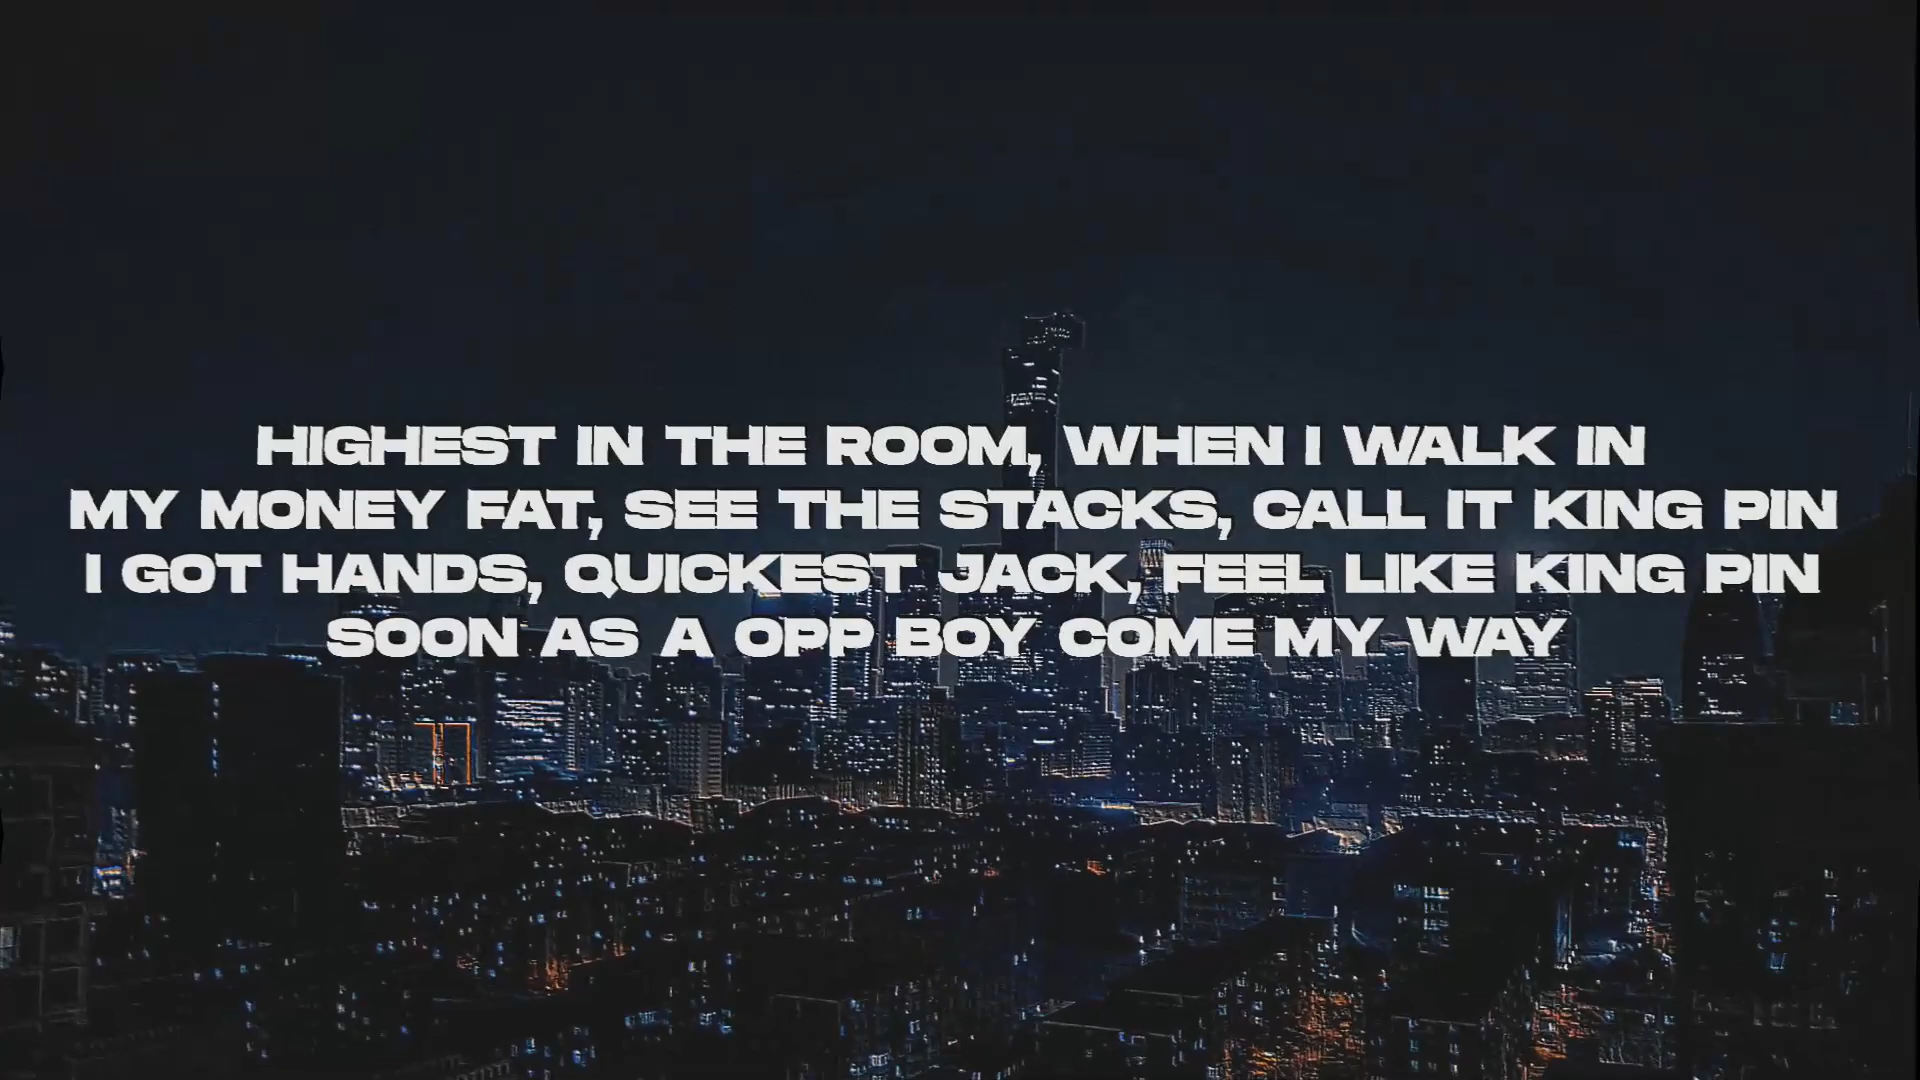 HIGHEST IN THE ROOM, WHEN I WALK IN
MY MONEY FAT, SEE THE STACKS, CALL IT KING PIN
I GOT HANDS, QUICKEST JACK, FEEL LIKE KING PIN
SOON AS A OPP BOY COME MY WAY